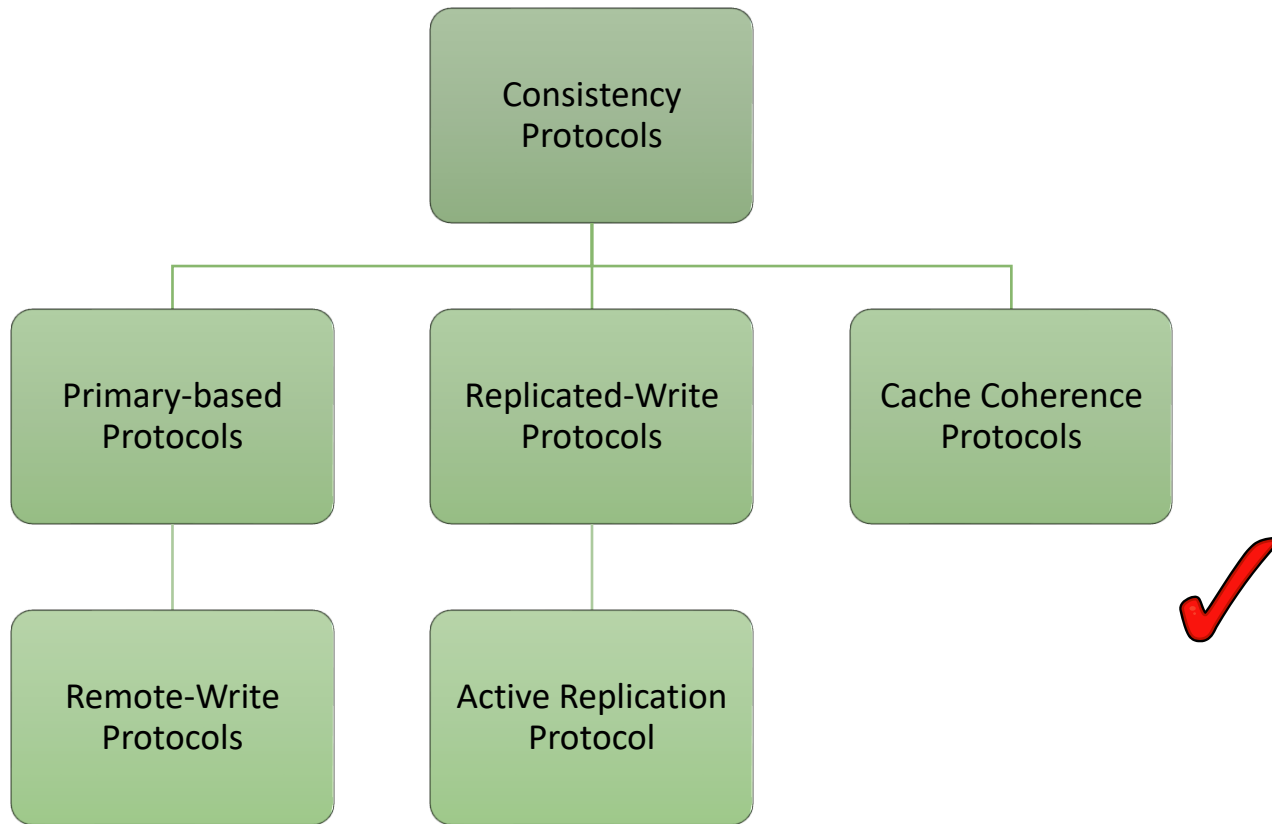 Consistency
Protocols
Primary-based
Protocols
Replicated-Write
Protocols
Cache Coherence
Protocols
Remote-Write
Protocols
Active Replication
Protocol